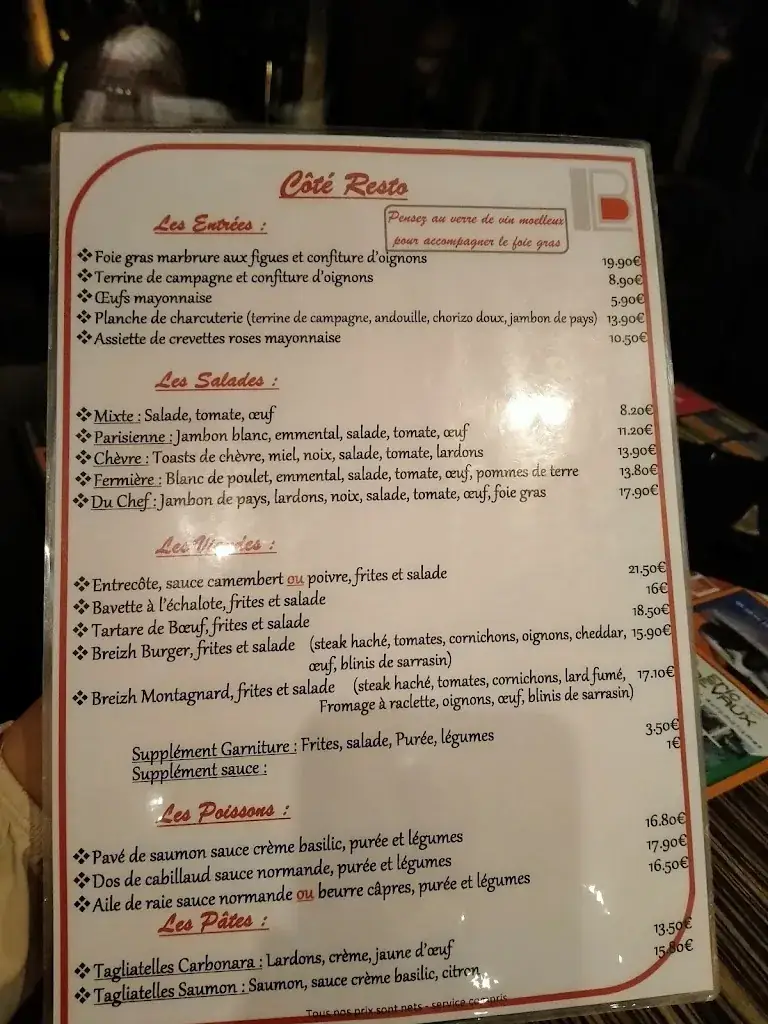 Côté Resto
Les Entrées :
Pensez au verre de vin moelleux
pour accompagner le foie gras
❖ Foie gras marbrure aux figues et confiture d'oignons 19.90€
❖ Terrine de campagne et confiture d'oignons 8.90€
❖ Œufs mayonnaise 5.90€
❖ Planche de charcuterie (terrine de campagne, andouille, chorizo doux, jambon de pays) 13.90€
❖ Assiette de crevettes roses mayonnaise 10.50€
Les Salades :
❖ Mixte : Salade, tomate, œuf 8.20€
❖ Parisienne : Jambon blanc, emmental, salade, tomate, œuf 11.20€
❖ Chèvre : Toasts de chèvre, miel, noix, salade, tomate, lardons 13.90€
❖ Fermière : Blanc de poulet, emmental, salade, tomate, œuf, pommes de terre 13.80€
❖ Du Chef : Jambon de pays, lardons, noix, salade, tomate, œuf, foie gras 17.90€
Les Viandes :
❖ Entrecôte, sauce camembert ou poivre, frites et salade 21.50€
❖ Bavette à l'échalote, frites et salade 16€
❖ Tartare de Bœuf, frites et salade 18.50€
❖ Breizh Burger, frites et salade (steak haché, tomates, cornichons, oignons, cheddar, 15.90€
œuf, blinis de sarrasin)
❖ Breizh Montagnard, frites et salade (steak haché, tomates, cornichons, lard fumé, 17.10€
Fromage à raclette, oignons, œuf, blinis de sarrasin)
Supplément Garniture : Frites, salade, Purée, légumes 3.50€
Supplément sauce : 1€
Les Poissons :
❖ Pavé de saumon sauce crème basilic, purée et légumes 16.80€
❖ Dos de cabillaud sauce normande, purée et légumes 17.90€
❖ Aile de raie sauce normande ou beurre câpres, purée et légumes 16.50€
Les Pâtes :
❖ Tagliatelles Carbonara : Lardons, crème, jaune d'œuf 13.50€
❖ Tagliatelles Saumon : Saumon, sauce crème basilic, citron 15.80€
Tous nos prix sont nets - service compris